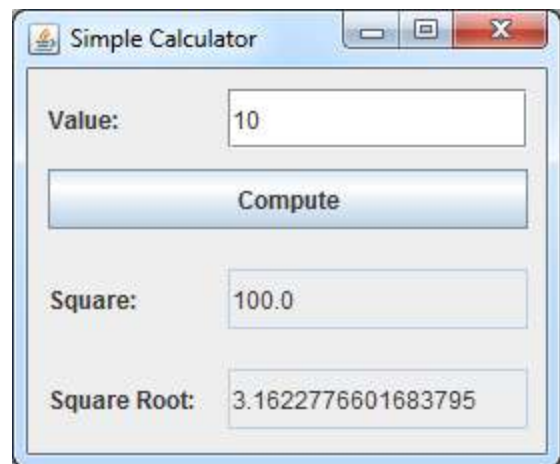 Simple Calculator
Value: 10
Compute
Square: 100.0
Square Root: 3.1622776601683795